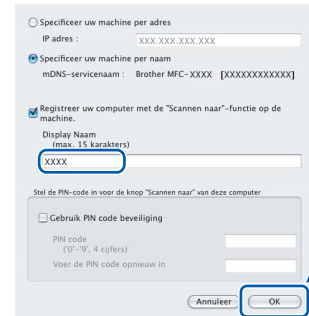 Specificeer uw machine per adres
IP adres : XXX.XXX.XXX.XXX
Specificeer uw machine per naam
mDNS-servicenaam : Brother MFC-XXXX [XXXXXXXXXXXX]
Registreer uw computer met de "Scannen naar"-functie op de
machine.
Display Naam
(max. 15 karakters)
XXXX
Stel de PIN-code in voor de knop "Scannen naar" van deze computer
Gebruik PIN code beveiliging
PIN code
('0'-'9', 4 cijfers)
Voer de PIN code opnieuw in
Annuleer OK